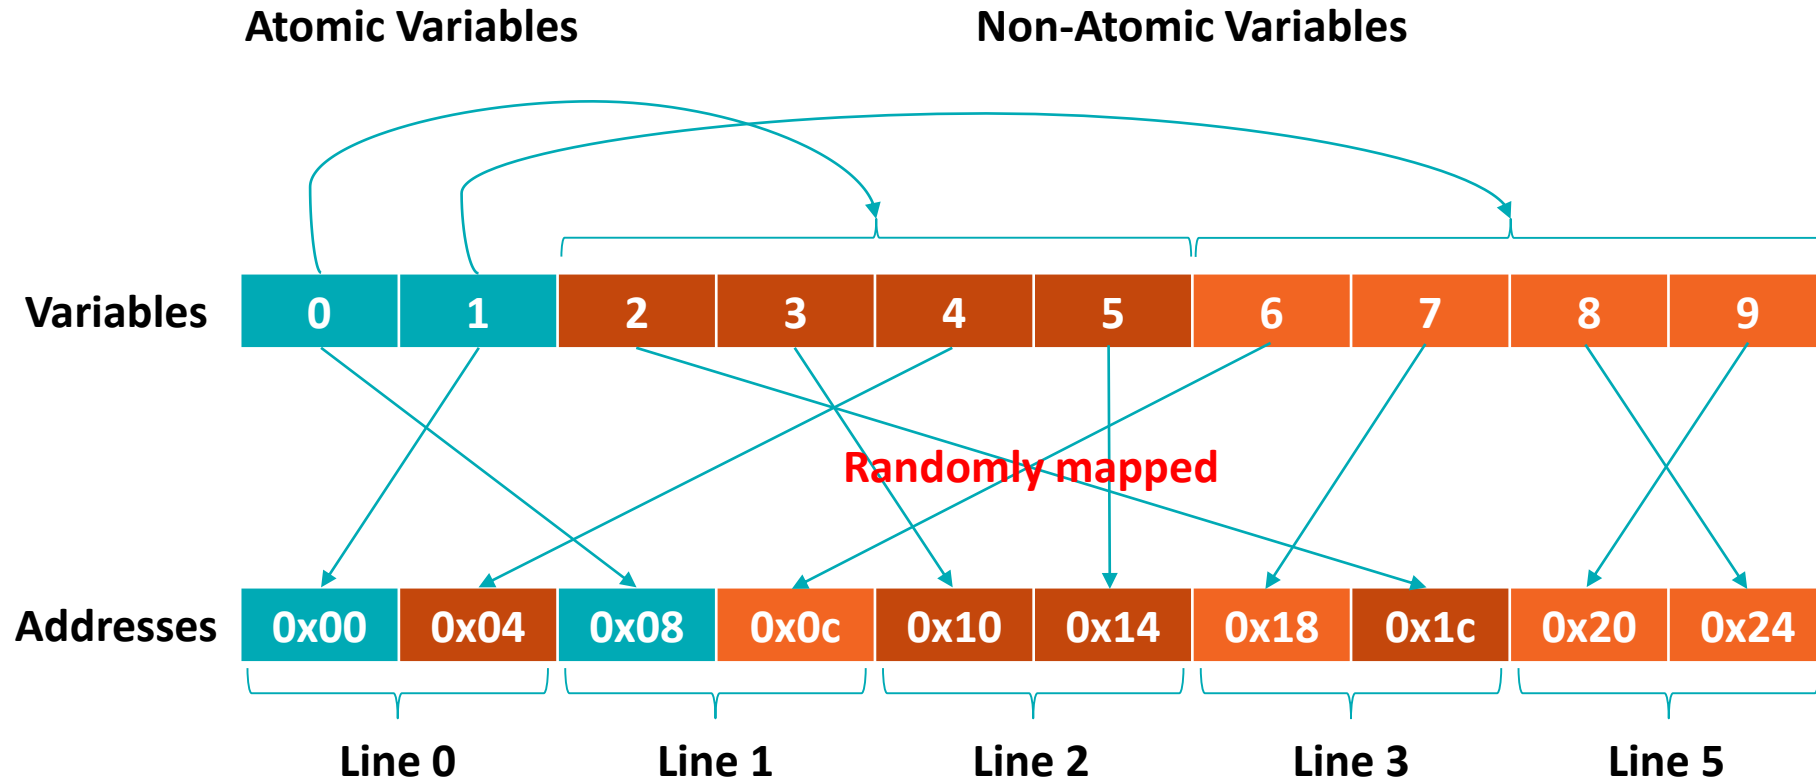 Atomic Variables Non-Atomic Variables
Variables 0 1 2 3 4 5 6 7 8 9
Randomly mapped
Addresses 0x00 0x04 0x08 0x0c 0x10 0x14 0x18 0x1c 0x20 0x24
Line 0 Line 1 Line 2 Line 3 Line 5